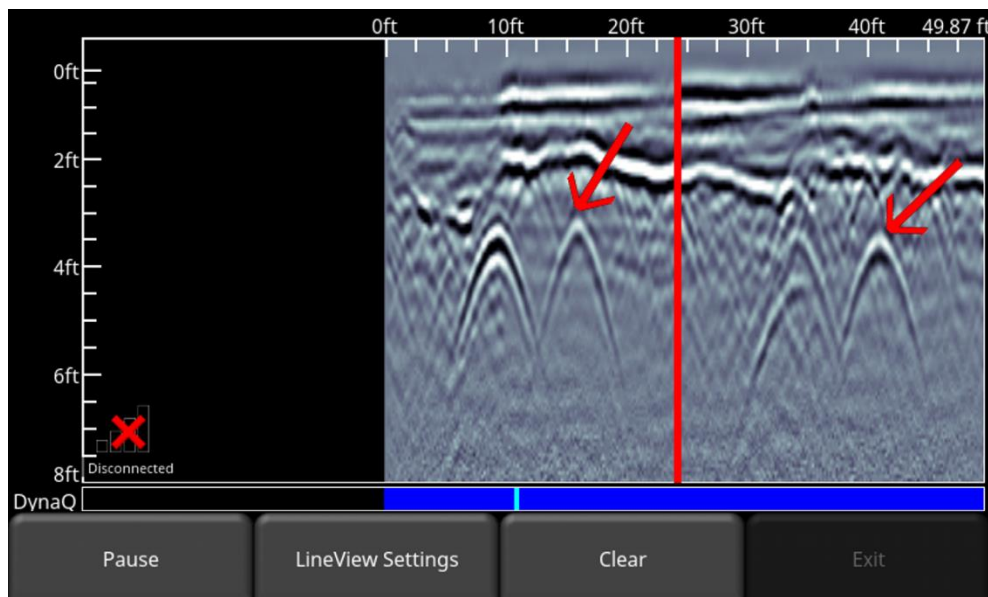 0ft 10ft 20ft 30ft 40ft 49.87 ft
0ft
2ft
4ft
6ft
8ft
Disconnected
DynaQ
Pause LineView Settings Clear Exit